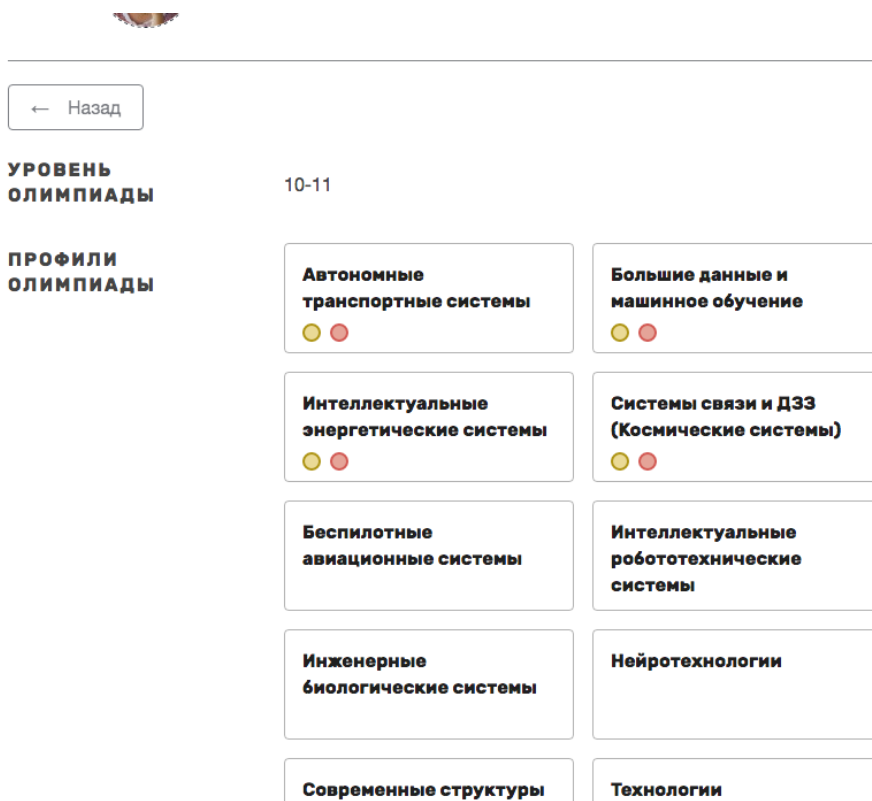 ← Назад
УРОВЕНЬ
ОЛИМПИАДЫ
10-11
ПРОФИЛИ
ОЛИМПИАДЫ
Автономные
транспортные системы
Большие данные и
машинное обучение
Интеллектуальные
энергетические системы
Системы связи и ДЗЗ
(Космические системы)
Беспилотные
авиационные системы
Интеллектуальные
робототехнические
системы
Инженерные
биологические системы
Нейротехнологии
Современные структуры
Технологии